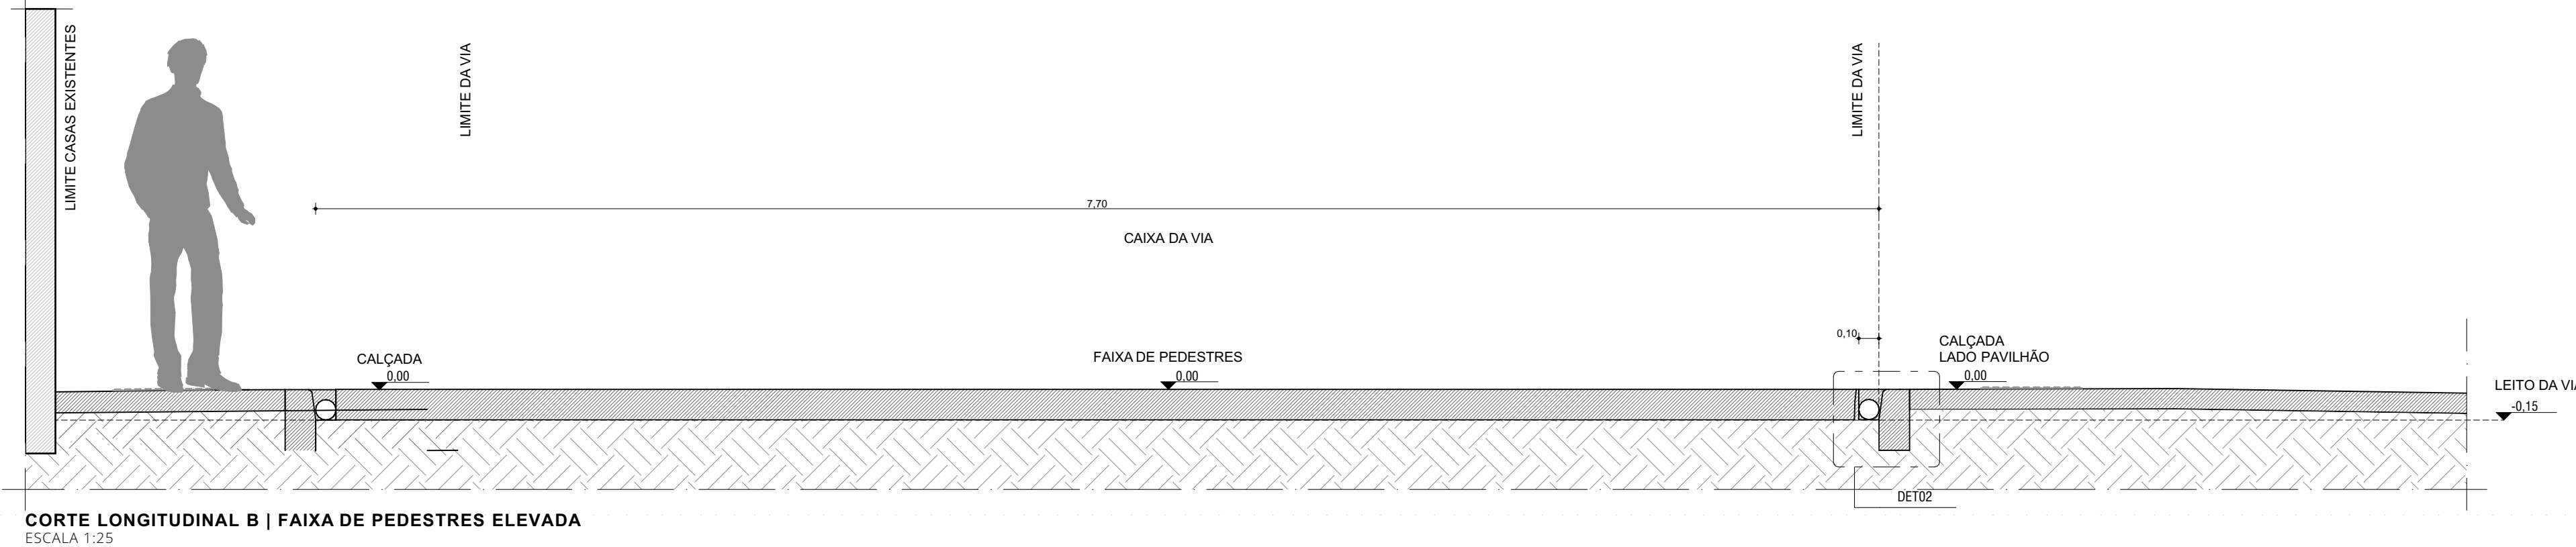 LIMITE CASAS EXISTENTES
LIMITE DA VIA
LIMITE DA VIA
7,70
CAIXA DA VIA
0,10
CALÇADA
0,00
FAIXA DE PEDESTRES
0,00
CALÇADA
LADO PAVILHÃO
0,00
LEITO DA VIA
-0,15
DET02
CORTE LONGITUDINAL B | FAIXA DE PEDESTRES ELEVADA
ESCALA 1:25